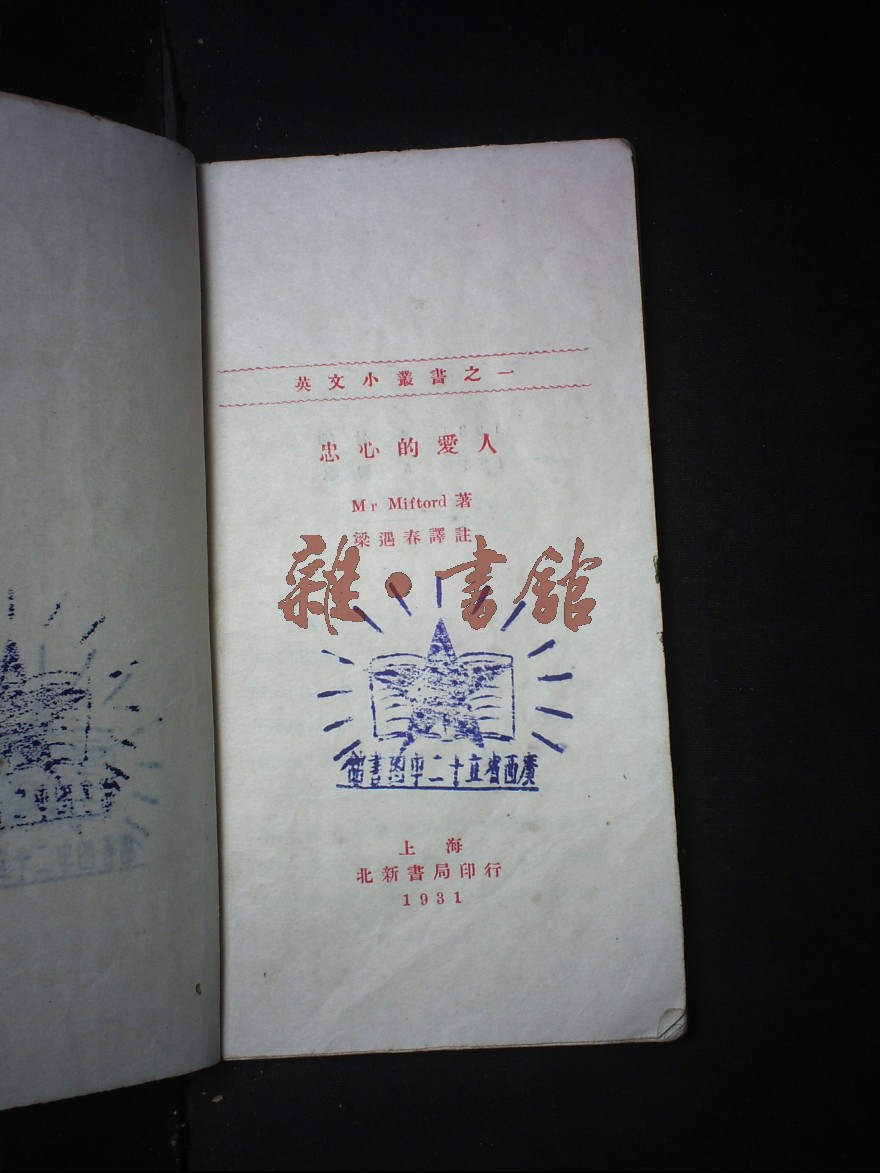 英文小叢書之一
忠心的愛人
Mr Miftord 著
梁遇春譯註
雜·書館
廣西省立十二中圖書館
上海
北新書局印行
1931